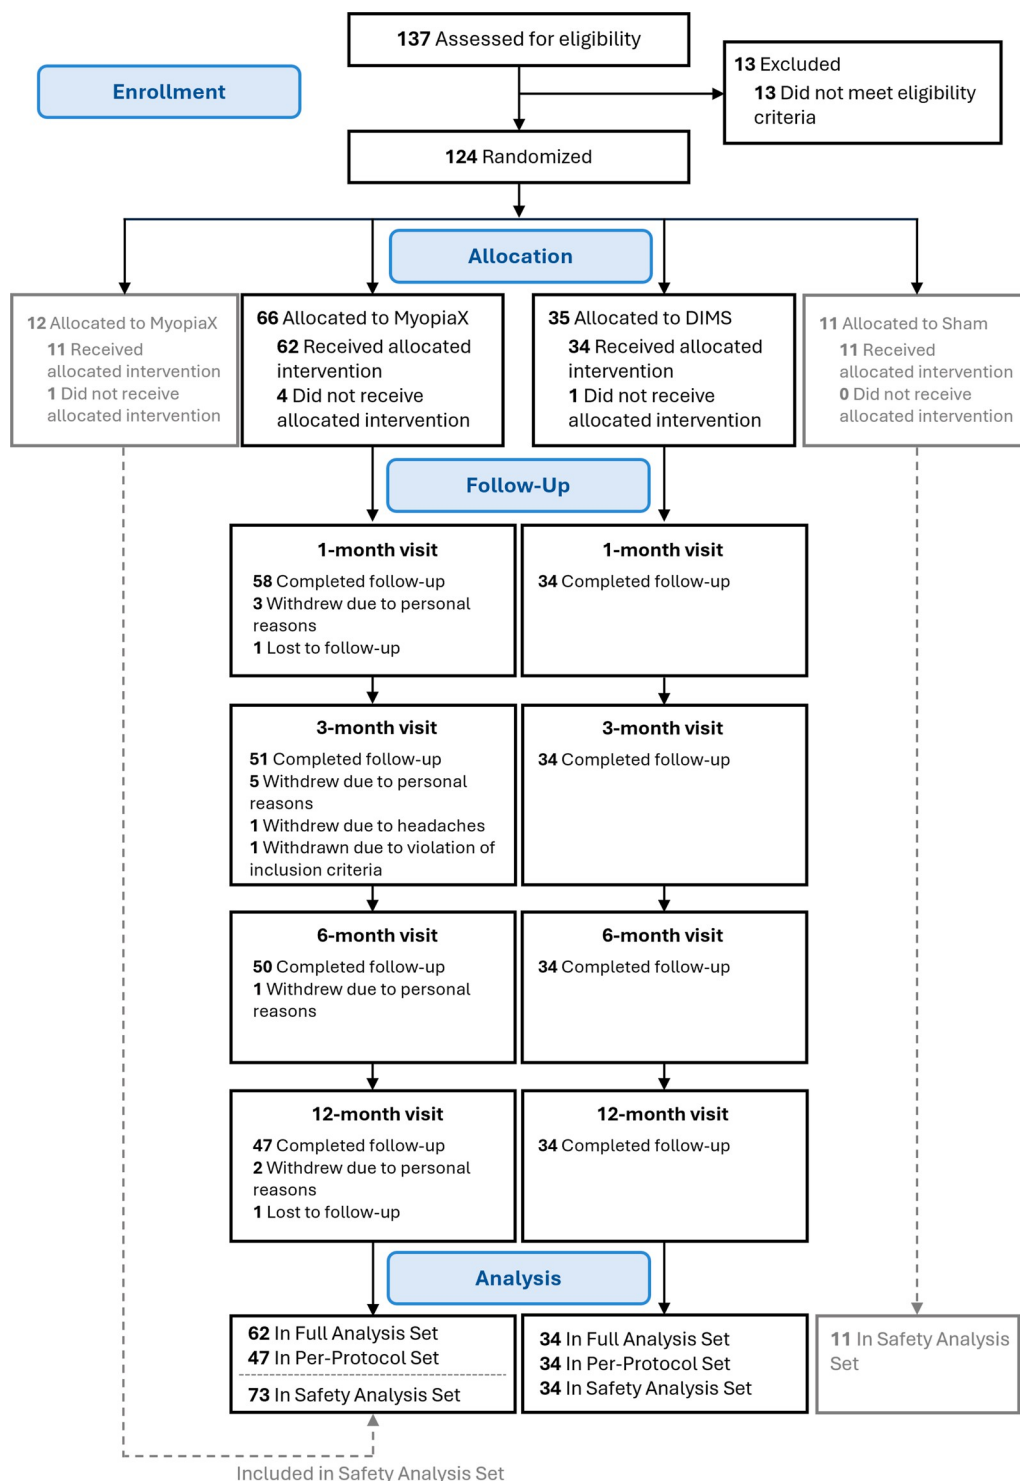 137 Assessed for eligibility
13 Excluded
13 Did not meet eligibility
criteria
Enrollment
124 Randomized
Allocation
12 Allocated to MyopiaX
11 Received
allocated intervention
1 Did not receive
allocated intervention
66 Allocated to MyopiaX
62 Received allocated
intervention
4 Did not receive
allocated intervention
35 Allocated to DIMS
34 Received allocated
intervention
1 Did not receive
allocated intervention
11 Allocated to Sham
11 Received
allocated intervention
0 Did not receive
allocated intervention
Follow-Up
1-month visit
58 Completed follow-up
3 Withdrew due to personal
reasons
1 Lost to follow-up
1-month visit
34 Completed follow-up
3-month visit
51 Completed follow-up
5 Withdrew due to personal
reasons
1 Withdrew due to headaches
1 Withdrawn due to violation of
inclusion criteria
3-month visit
34 Completed follow-up
6-month visit
50 Completed follow-up
1 Withdrew due to personal
reasons
6-month visit
34 Completed follow-up
12-month visit
47 Completed follow-up
2 Withdrew due to personal
reasons
1 Lost to follow-up
12-month visit
34 Completed follow-up
Analysis
62 In Full Analysis Set
47 In Per-Protocol Set
73 In Safety Analysis Set
34 In Full Analysis Set
34 In Per-Protocol Set
34 In Safety Analysis Set
11 In Safety Analysis
Set
Included in Safety Analysis Set